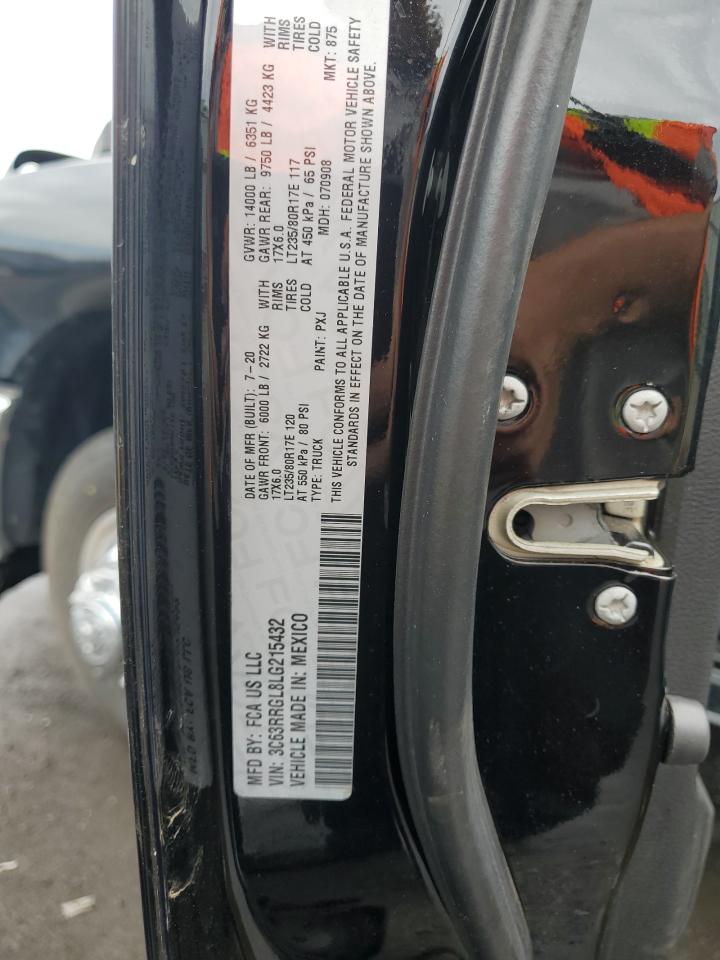 MFD BY: FCA US LLC
VIN: 3C63RRGL8LG215432
VEHICLE MADE IN: MEXICO
DATE OF MFR (BUILT): 7-20 GVWR: 14000 LB / 6351 KG
GAWR FRONT: 6000 LB / 2722 KG WITH GAWR REAR: 9750 LB / 4423 KG WITH
17X6.0 RIMS 17X6.0 RIMS
LT235/80R17E 120 TIRES LT235/80R17E 117 TIRES
AT 550 kPa / 80 PSI COLD AT 450 kPa / 65 PSI COLD
TYPE: TRUCK PAINT: PXJ MDH: 070908 MKT: 875
THIS VEHICLE CONFORMS TO ALL APPLICABLE U.S.A. FEDERAL MOTOR VEHICLE SAFETY
STANDARDS IN EFFECT ON THE DATE OF MANUFACTURE SHOWN ABOVE.